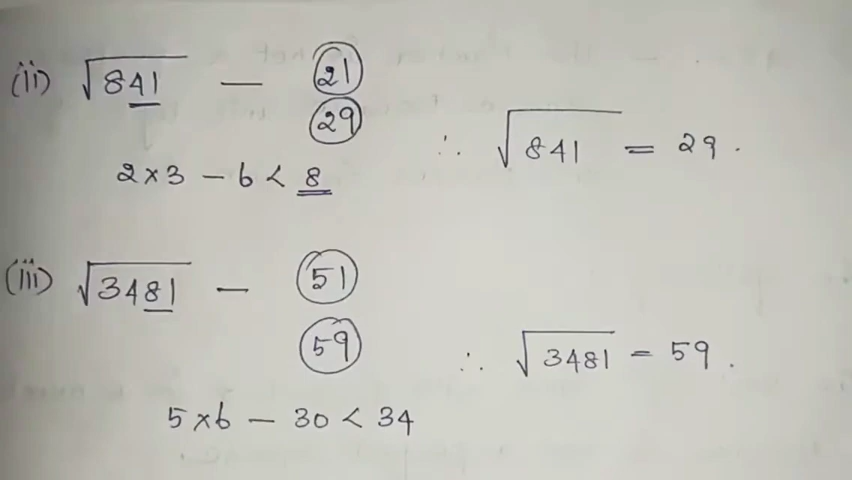 (ii) √841 — 21
29
2 × 3 — 6 < 8
∴ √841 = 29.
(iii) √3481 — 51
59
∴ √3481 = 59.
5 × 6 — 30 < 34